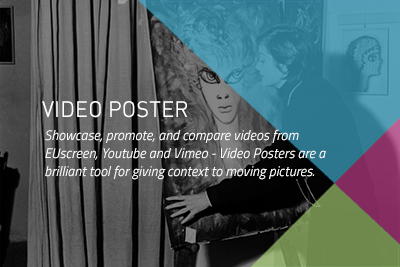 VIDEO POSTER
Showcase, promote, and compare videos from
EUscreen, Youtube and Vimeo - Video Posters are a
brilliant tool for giving context to moving pictures.